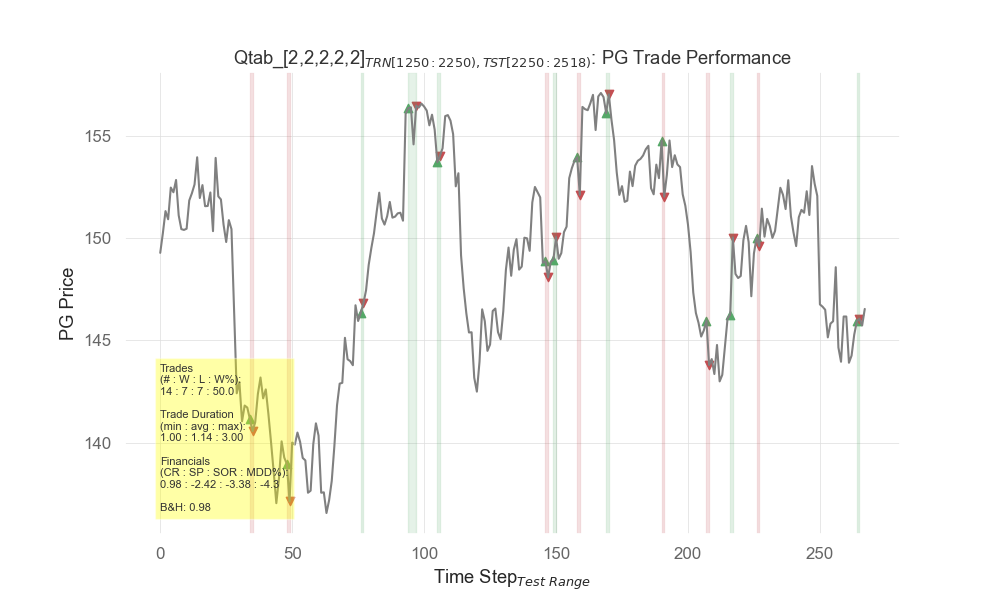 Qtab_[2,2,2,2,2]TRN[1250:2250),TST[2250:2518): PG Trade Performance
155
150
145
140
PG Price
Trades
(# : W : L : W%):
14 : 7 : 7 : 50.0
Trade Duration
(min : avg : max):
1.00 : 1.14 : 3.00
Financials
(CR : SP : SOR : MDD%):
0.98 : -2.42 : -3.38 : -4.3
B&H: 0.98
0 50 100 150 200 250
Time StepTest Range